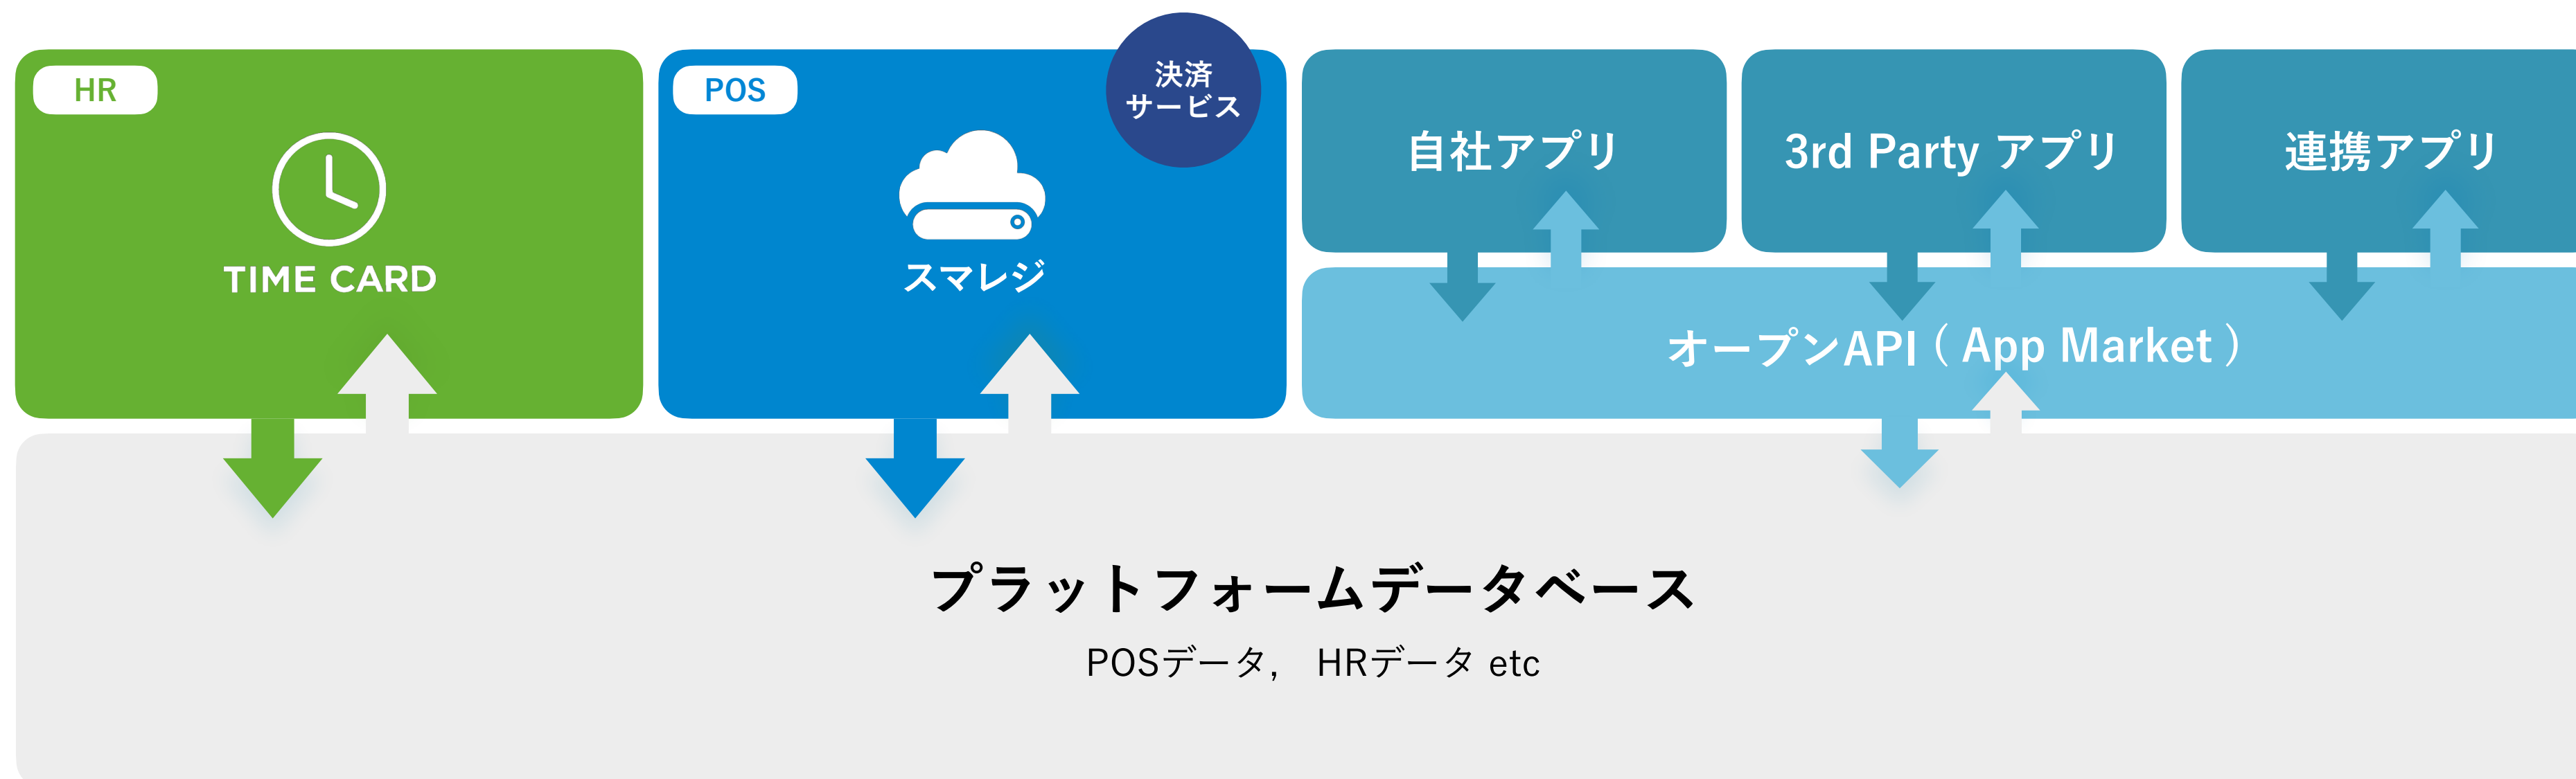 HR
TIME CARD
POS
決済
サービス
スマレジ
自社アプリ
3rd Party アプリ
連携アプリ
オープンAPI（ App Market ）
プラットフォームデータベース
POSデータ,　HRデータ etc